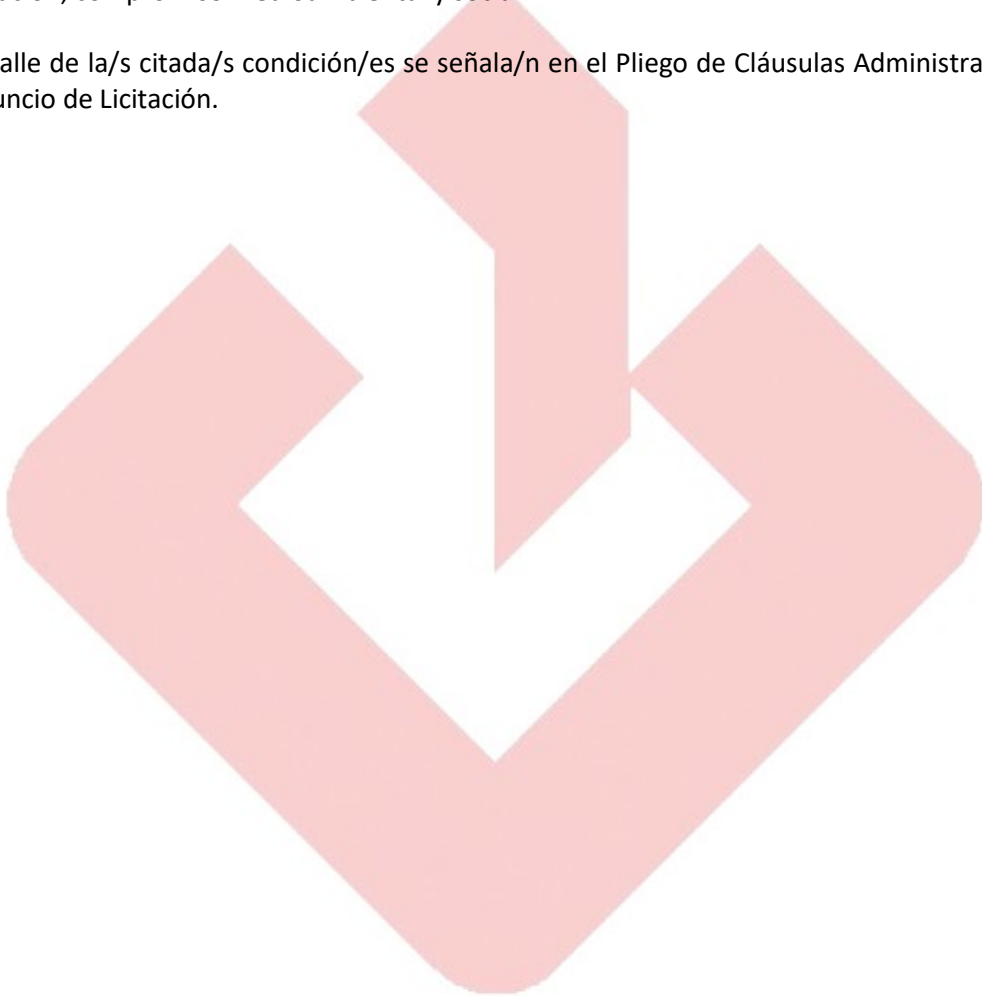 alle de la/s citada/s condición/es se señala/n en el Pliego de Cláusulas Administra
uncio de Licitación.